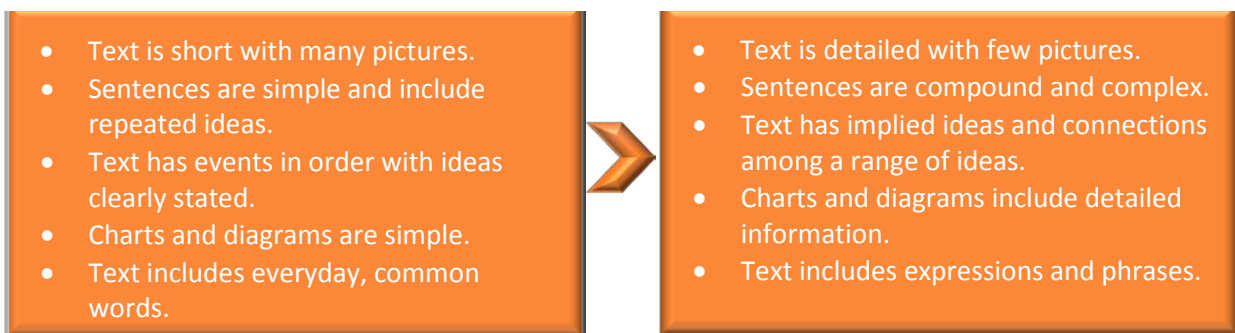 • Text is short with many pictures.
• Sentences are simple and include
repeated ideas.
• Text has events in order with ideas
clearly stated.
• Charts and diagrams are simple.
• Text includes everyday, common
words.
• Text is detailed with few pictures.
• Sentences are compound and complex.
• Text has implied ideas and connections
among a range of ideas.
• Charts and diagrams include detailed
information.
• Text includes expressions and phrases.